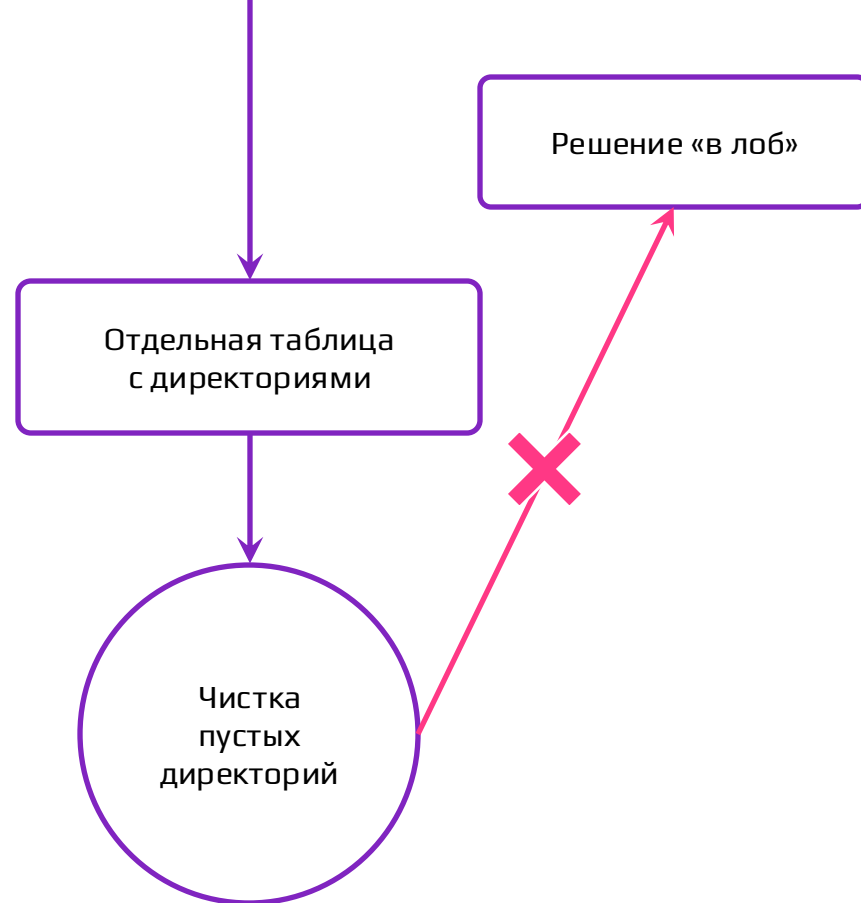 Решение «в лоб»
Отдельная таблица
с директориями
Чистка
пустых
директорий